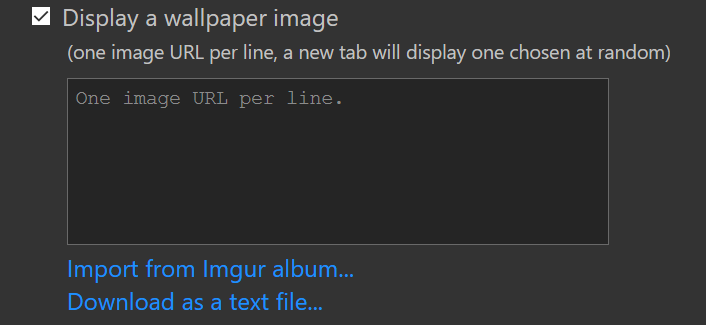 Display a wallpaper image
(one image URL per line, a new tab will display one chosen at random)
One image URL per line.
Import from Imgur album...
Download as a text file...